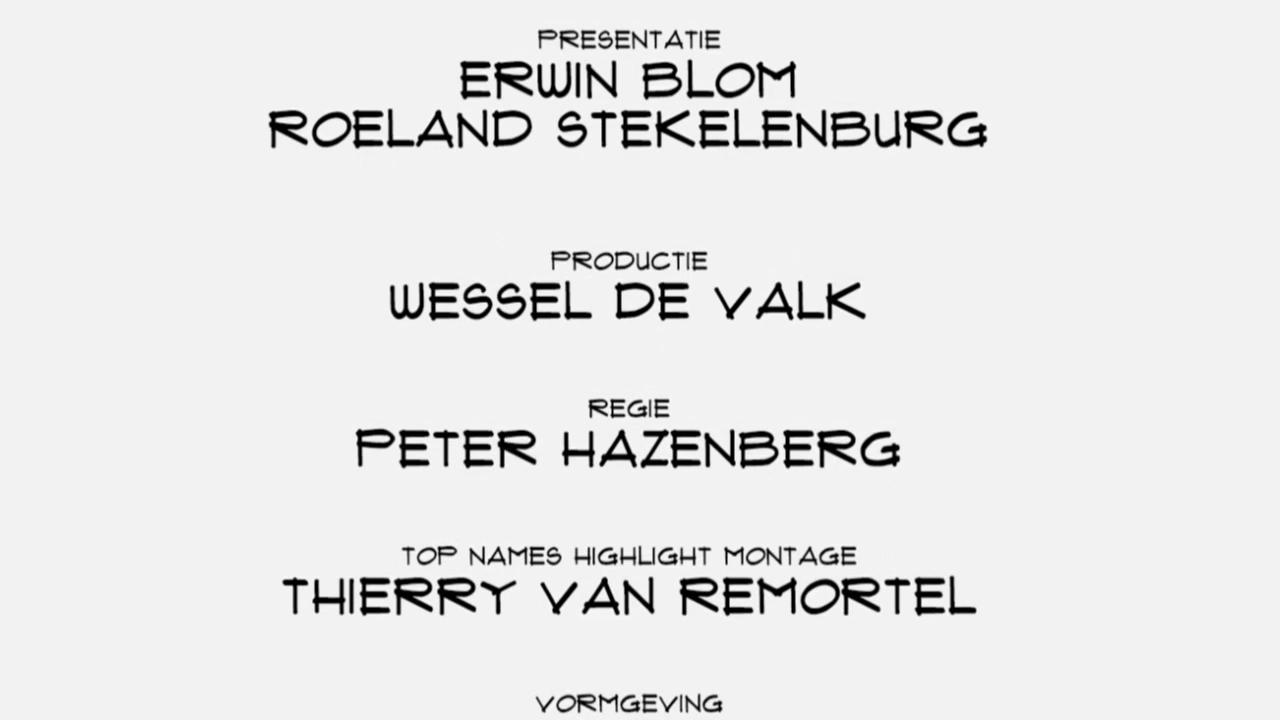 PRESENTATIE
ERWIN BLOM
ROELAND STEKELENBURG
PRODUCTIE
WESSEL DE VALK
REGIE
PETER HAZENBERG
TOP NAMES HIGHLIGHT MONTAGE
THIERRY VAN REMORTEL
VORMGEVING